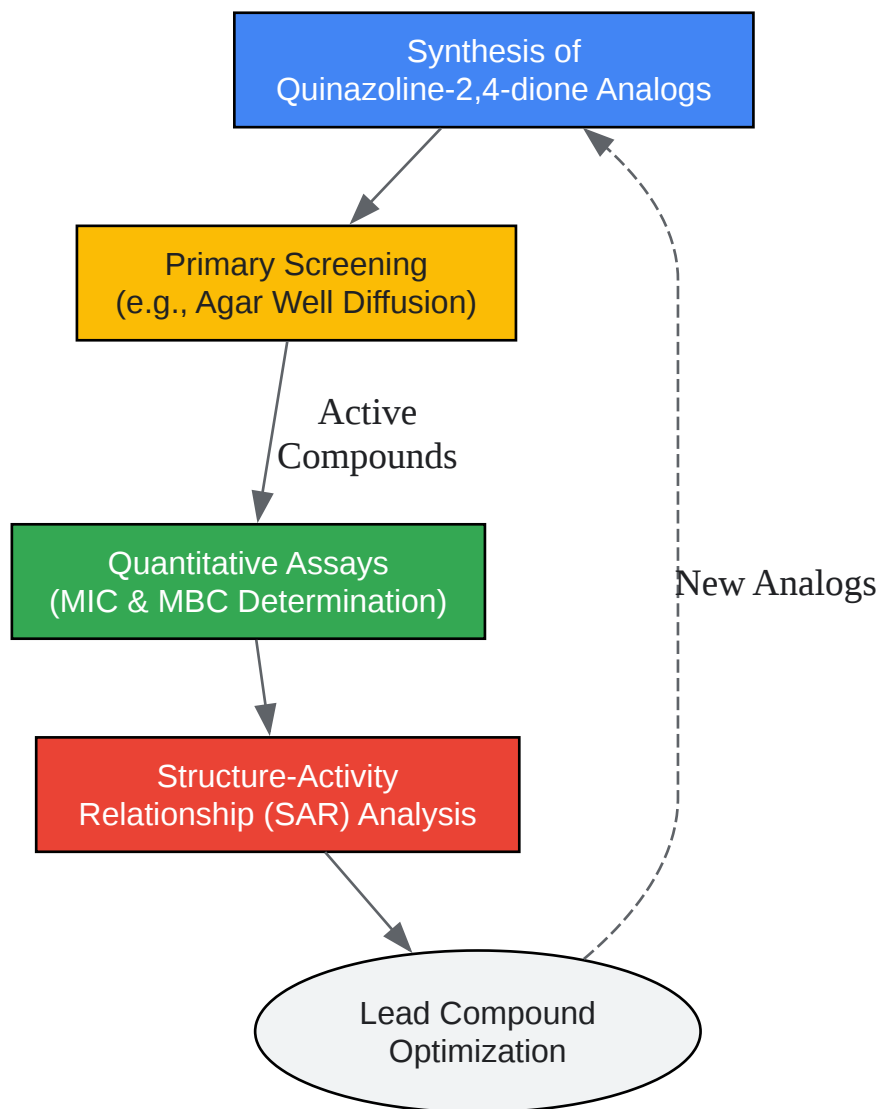 Synthesis of
Quinazoline-2,4-dione Analogs
Primary Screening
(e.g., Agar Well Diffusion)
Active
Compounds
Quantitative Assays
(MIC & MBC Determination)
New Analogs
Structure-Activity
Relationship (SAR) Analysis
Lead Compound
Optimization